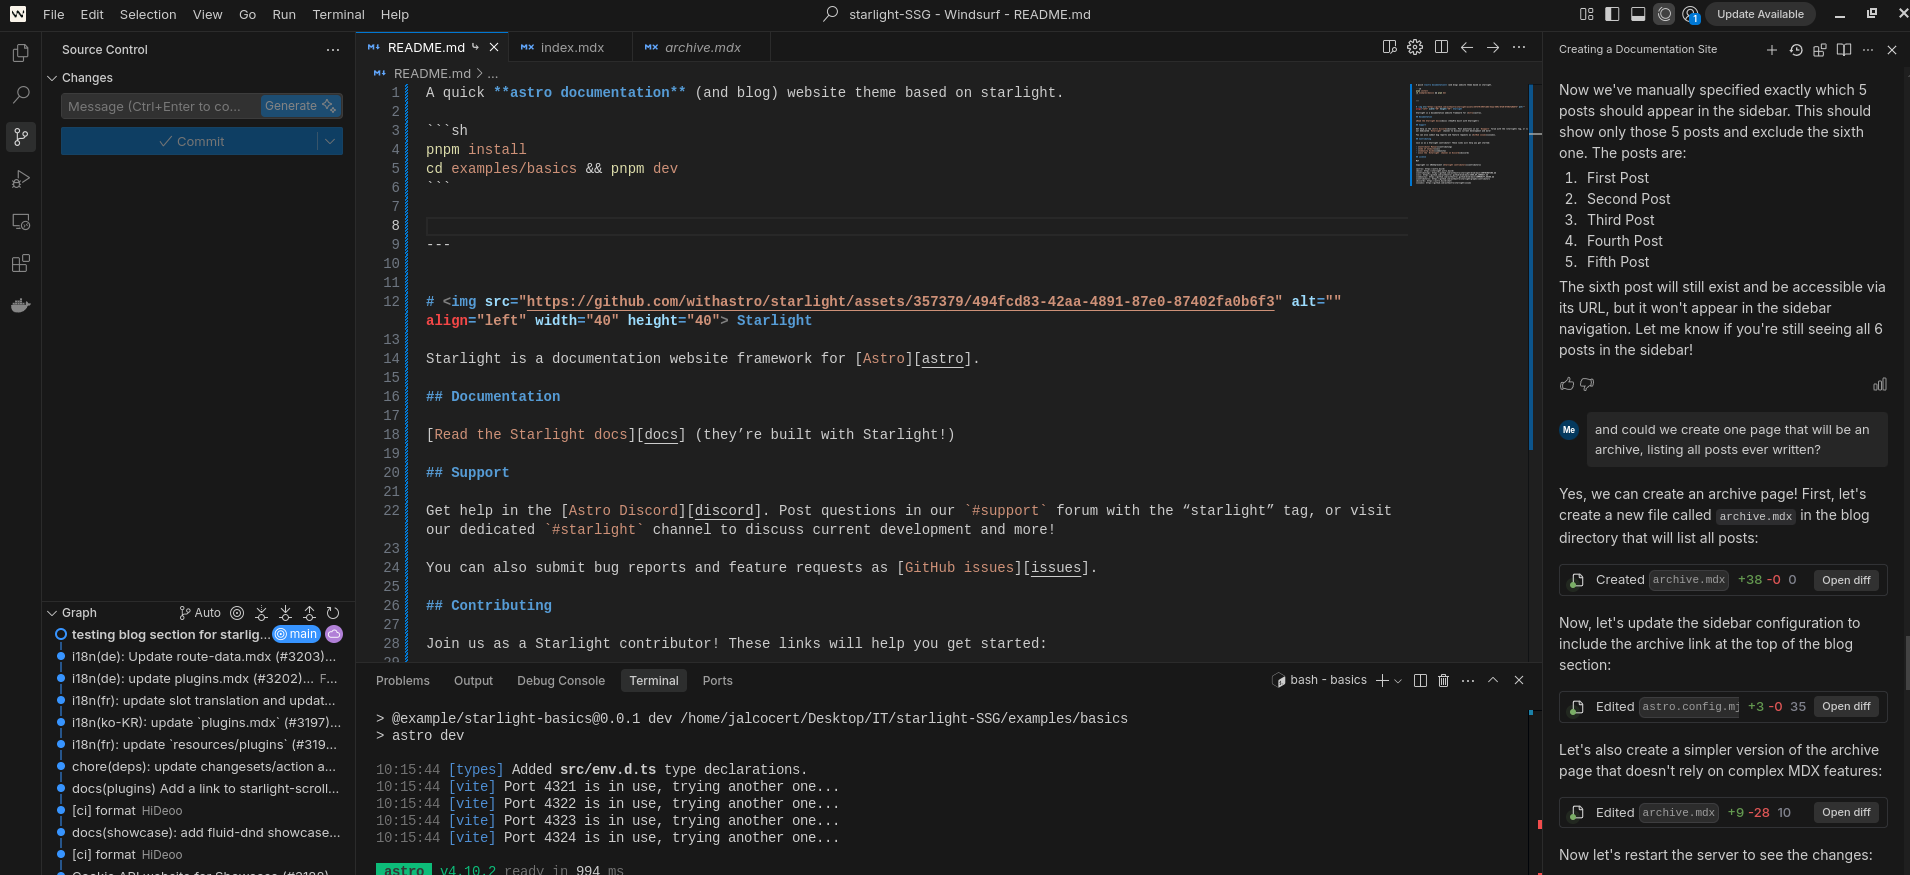 File Edit Selection View Go Run Terminal Help
starlight-SSG - Windsurf - README.md
1
Update Available
Source Control
Changes
Message (Ctrl+Enter to co...
Generate
Commit
Graph
Auto
testing blog section for starlig... main
i18n(de): Update route-data.mdx (#3203)...
i18n(de): update plugins.mdx (#3202)... F...
i18n(fr): update slot translation and updat...
i18n(ko-KR): update `plugins.mdx` (#3197)...
i18n(fr): update `resources/plugins` (#319...
chore(deps): update changesets/action a...
docs(plugins) Add a link to starlight-scroll...
[ci] format HiDeoo
docs(showcase): add fluid-dnd showcase...
[ci] format HiDeoo
README.md
index.mdx
archive.mdx
README.md > ...
1 A quick **astro documentation** (and blog) website theme based on starlight.
2
3 ```sh
4 pnpm install
5 cd examples/basics && pnpm dev
6 ```
7
8
9 ---
10
11
12 # <img src="https://github.com/withastro/starlight/assets/357379/494fcd83-42aa-4891-87e0-87402fa0b6f3" alt=""
align="left" width="40" height="40"> Starlight
13
14 Starlight is a documentation website framework for [Astro][astro].
15
16 ## Documentation
17
18 [Read the Starlight docs][docs] (they’re built with Starlight!)
19
20 ## Support
21
22 Get help in the [Astro Discord][discord]. Post questions in our `#support` forum with the “starlight” tag, or visit
our dedicated `#starlight` channel to discuss current development and more!
23
24 You can also submit bug reports and feature requests as [GitHub issues][issues].
25
26 ## Contributing
27
28 Join us as a Starlight contributor! These links will help you get started:
29
Problems Output Debug Console Terminal Ports
bash - basics
> @example/starlight-basics@0.0.1 dev /home/jalcocert/Desktop/IT/starlight-SSG/examples/basics
> astro dev
10:15:44 [types] Added src/env.d.ts type declarations.
10:15:44 [vite] Port 4321 is in use, trying another one...
10:15:44 [vite] Port 4322 is in use, trying another one...
10:15:44 [vite] Port 4323 is in use, trying another one...
10:15:44 [vite] Port 4324 is in use, trying another one...
astro v4.10.2 ready in 994 ms
Creating a Documentation Site
Now we've manually specified exactly which 5
posts should appear in the sidebar. This should
show only those 5 posts and exclude the sixth
one. The posts are:
1. First Post
2. Second Post
3. Third Post
4. Fourth Post
5. Fifth Post
The sixth post will still exist and be accessible via
its URL, but it won't appear in the sidebar
navigation. Let me know if you're still seeing all 6
posts in the sidebar!
Me
and could we create one page that will be an
archive, listing all posts ever written?
Yes, we can create an archive page! First, let's
create a new file called archive.mdx in the blog
directory that will list all posts:
Created archive.mdx +38 -0 0 Open diff
Now, let's update the sidebar configuration to
include the archive link at the top of the blog
section:
Edited astro.config.mj +3 -0 35 Open diff
Let's also create a simpler version of the archive
page that doesn't rely on complex MDX features:
Edited archive.mdx +9 -28 10 Open diff
Now let's restart the server to see the changes: